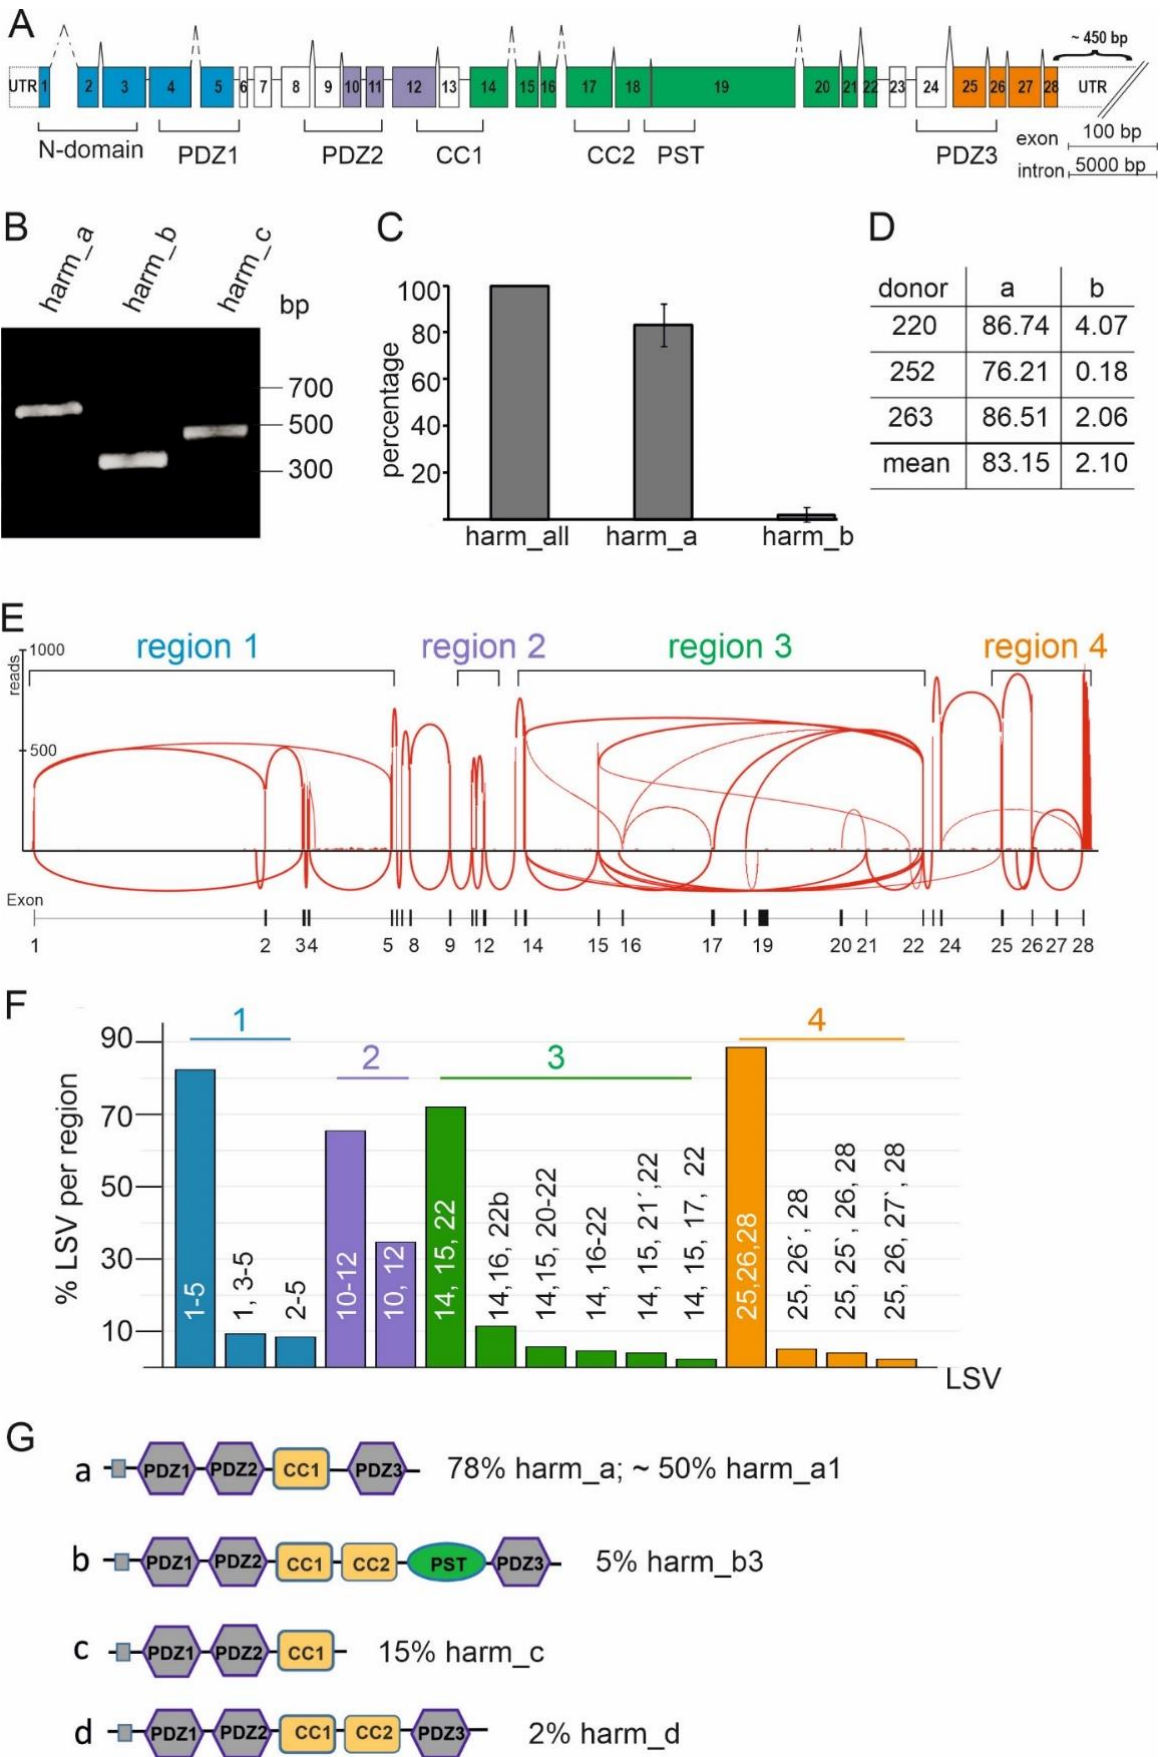 A
~ 450 bp
UTR 1 2 3 4 5 6 7 8 9 10 11 12 13 14 15 16 17 18 19 20 21 22 23 24 25 26 27 28 UTR
N-domain PDZ1 PDZ2 CC1 CC2 PST PDZ3
exon 100 bp
intron 5000 bp
B
harm_a harm_b harm_c
bp
700
500
300
C
percentage
100
80
60
40
20
harm_all harm_a harm_b
D
donor a b
220 86.74 4.07
252 76.21 0.18
263 86.51 2.06
mean 83.15 2.10
E
region 1 region 2 region 3 region 4
reads
1000
500
Exon
1 2 34 5 8 9 12 14 15 16 17 19 20 21 22 24 25 26 27 28
F
1 2 3 4
% LSV per region
90
70
50
30
10
1-5
1, 3-5
2-5
10-12
10, 12
14, 15, 22
14,16, 22b
14,15, 20-22
14, 16-22
14, 15, 21´,22
14, 15, 17, 22
25,26,28
25, 26´, 28
25, 25`, 26, 28
25, 26, 27`, 28
LSV
G
a PDZ1 PDZ2 CC1 PDZ3 78% harm_a; ~ 50% harm_a1
b PDZ1 PDZ2 CC1 CC2 PST PDZ3 5% harm_b3
c PDZ1 PDZ2 CC1 15% harm_c
d PDZ1 PDZ2 CC1 CC2 PDZ3 2% harm_d